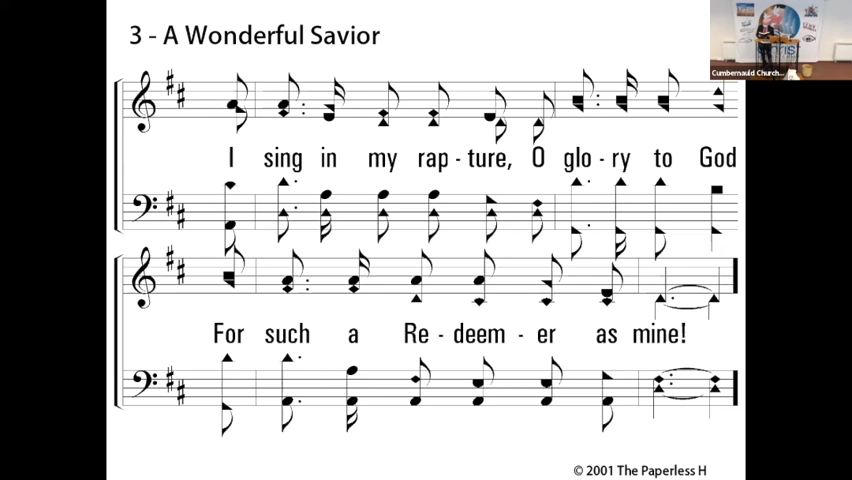 3 - A Wonderful Savior
Cumbernauld Church...
I sing in my rap - ture, O glo - ry to God
For such a Re - deem - er as mine!
© 2001 The Paperless H